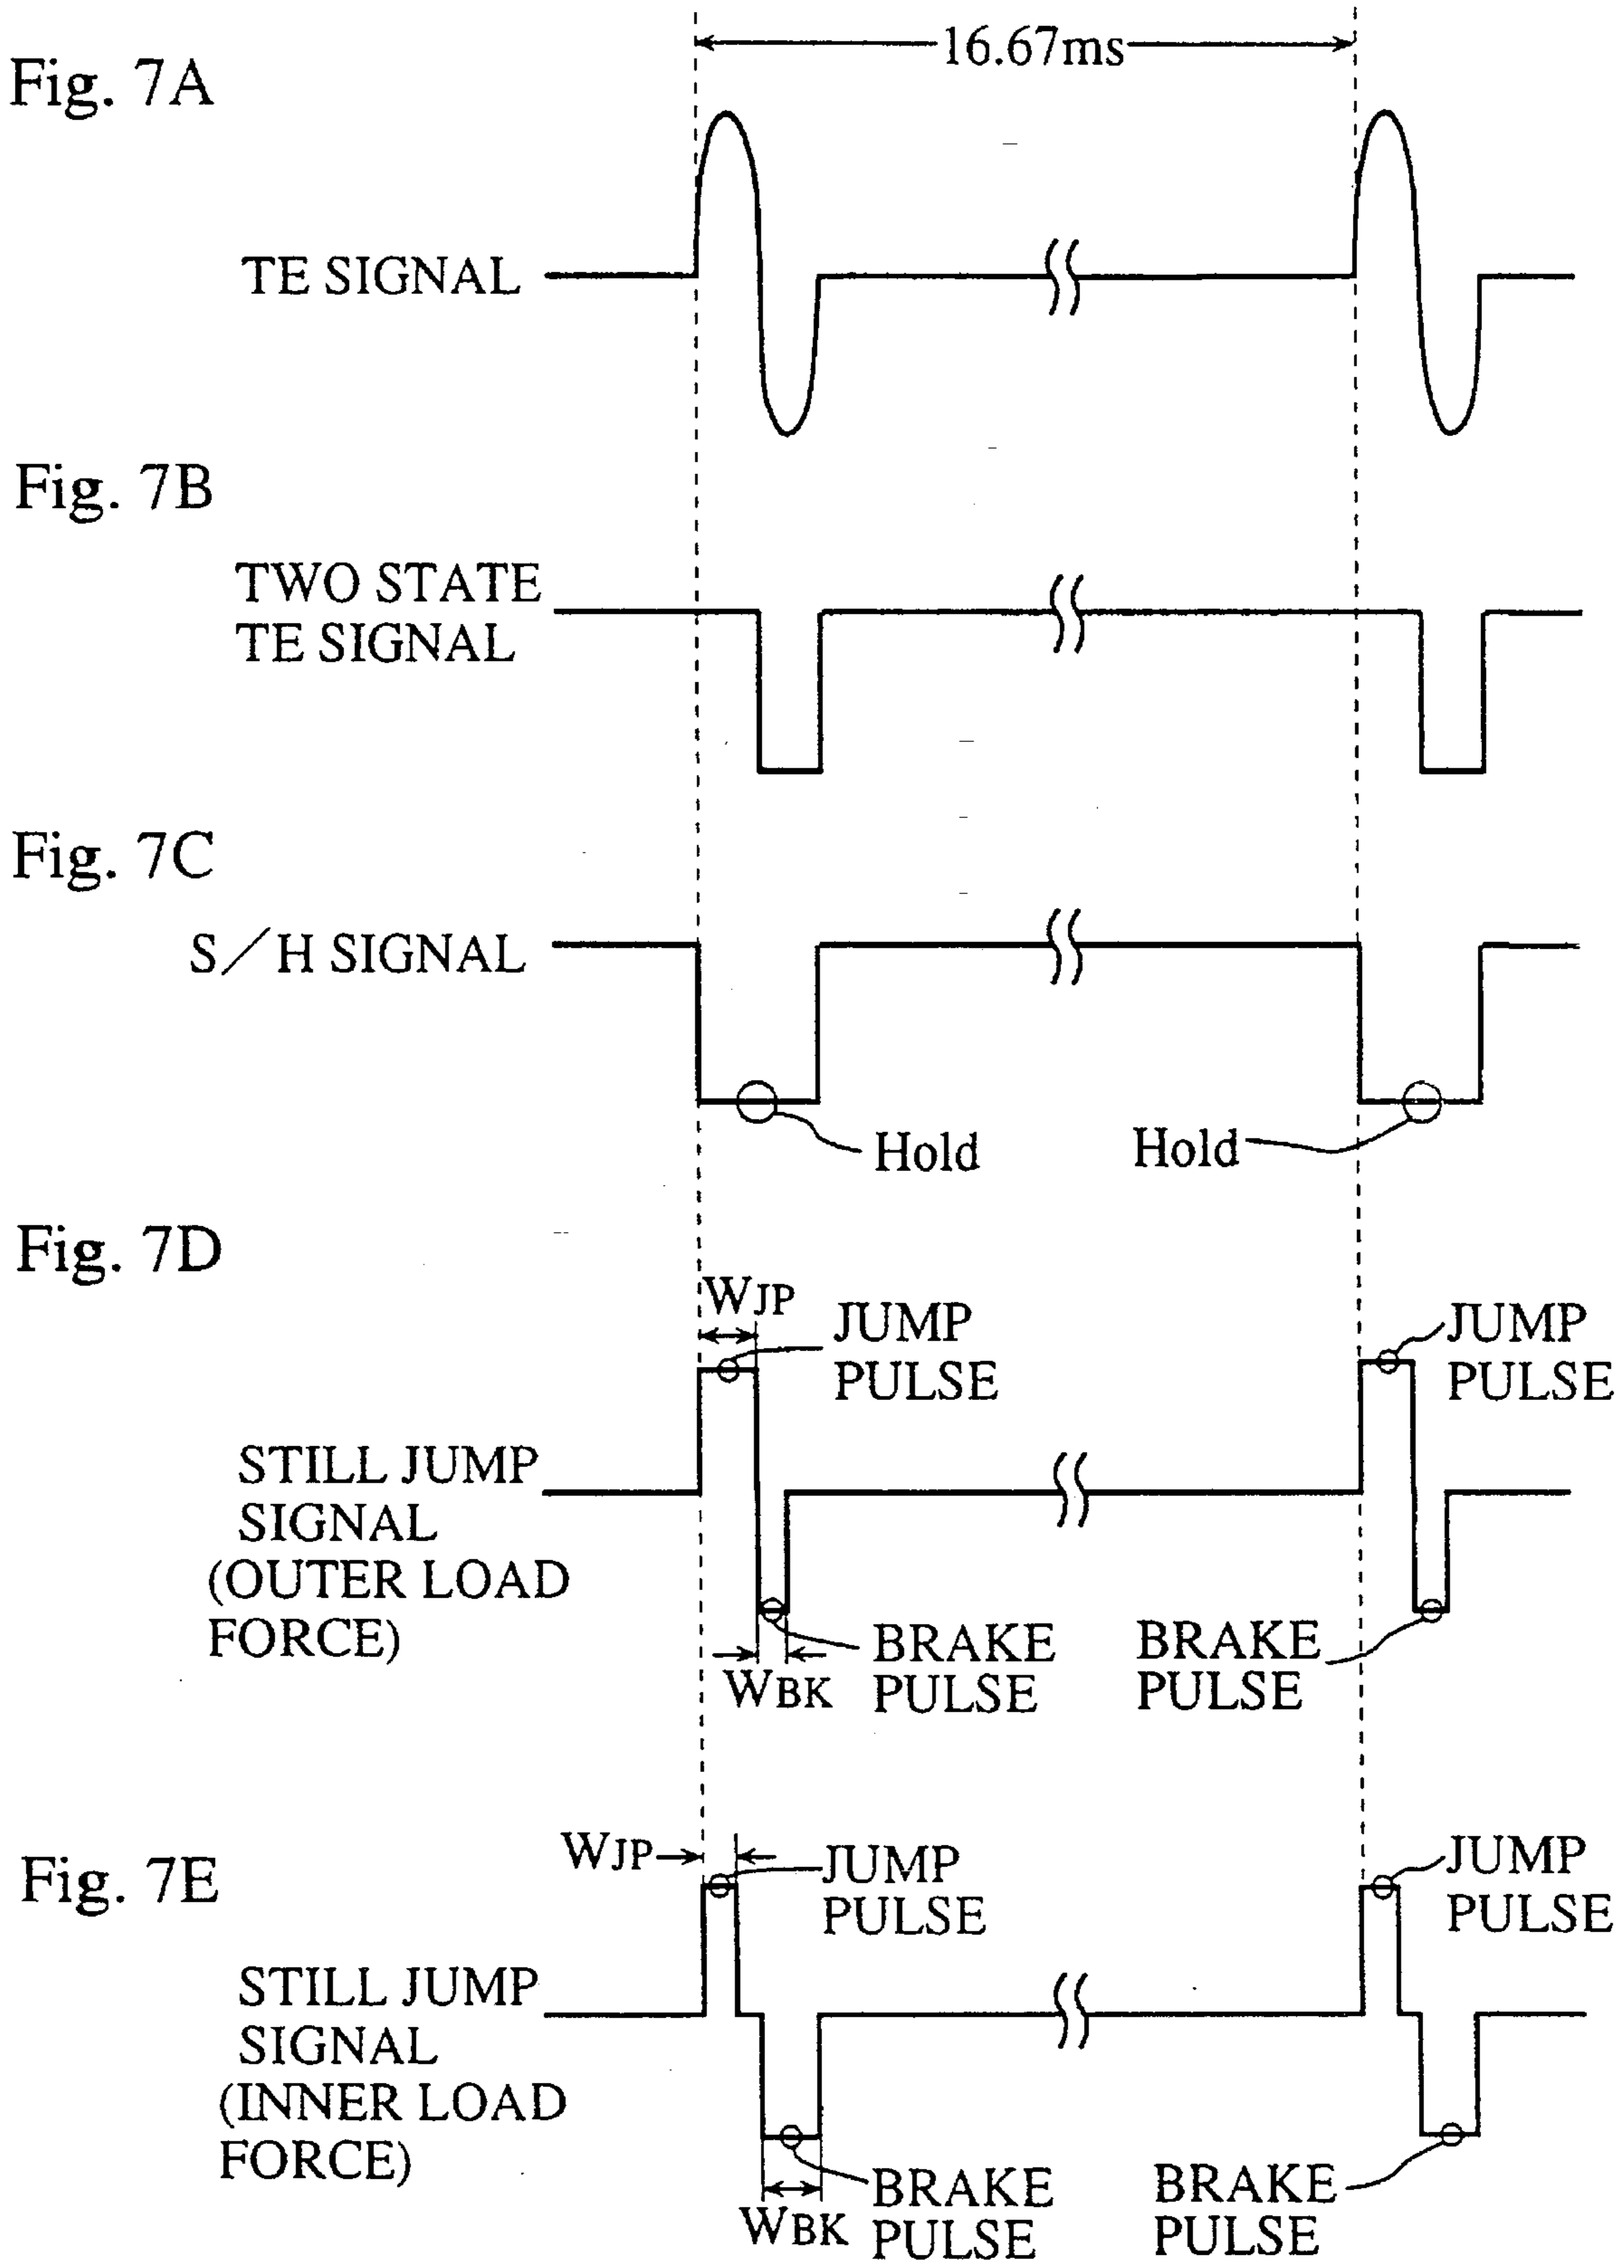 16.67ms
Fig. 7A
TE SIGNAL
Fig. 7B
TWO STATE
TE SIGNAL
Fig. 7C
S/H SIGNAL
Hold
Hold
Fig. 7D
WJP
JUMP
PULSE
JUMP
PULSE
STILL JUMP
SIGNAL
(OUTER LOAD
FORCE)
BRAKE
PULSE
WBK
BRAKE
PULSE
Fig. 7E
WJP
JUMP
PULSE
JUMP
PULSE
STILL JUMP
SIGNAL
(INNER LOAD
FORCE)
BRAKE
PULSE
WBK
BRAKE
PULSE